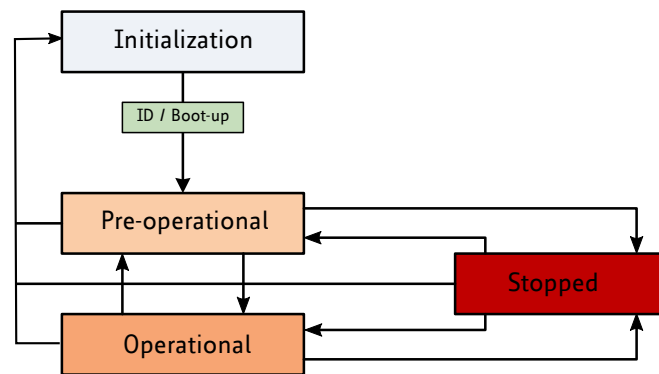 Initialization
ID / Boot-up
Pre-operational
Stopped
Operational